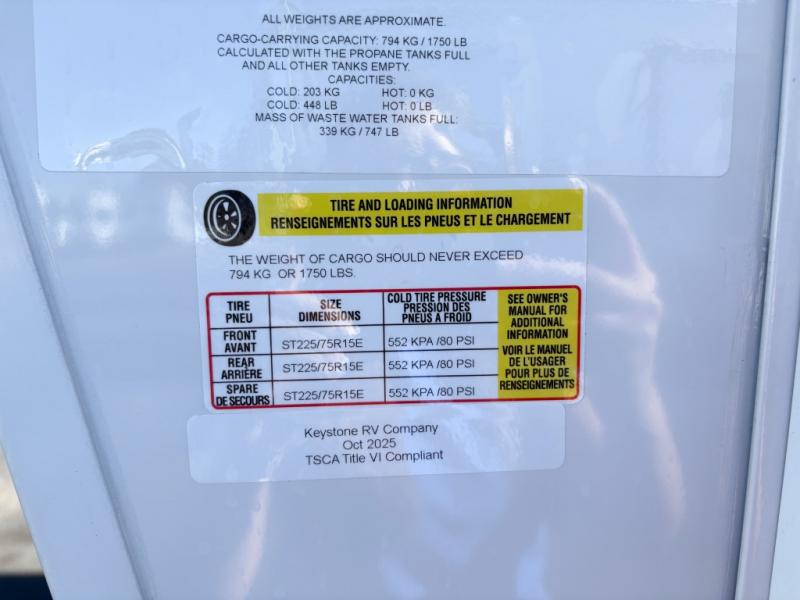 ALL WEIGHTS ARE APPROXIMATE.
CARGO-CARRYING CAPACITY: 794 KG / 1750 LB
CALCULATED WITH THE PROPANE TANKS FULL
AND ALL OTHER TANKS EMPTY.
CAPACITIES:
COLD: 203 KG HOT: 0 KG
COLD: 448 LB HOT: 0 LB
MASS OF WASTE WATER TANKS FULL:
339 KG / 747 LB
TIRE AND LOADING INFORMATION
RENSEIGNEMENTS SUR LES PNEUS ET LE CHARGEMENT
THE WEIGHT OF CARGO SHOULD NEVER EXCEED
794 KG OR 1750 LBS.
TIRE
PNEU
SIZE
DIMENSIONS
COLD TIRE PRESSURE
PRESSION DES
PNEUS A FROID
FRONT
AVANT
ST225/75R15E
552 KPA /80 PSI
REAR
ARRIÈRE
ST225/75R15E
552 KPA /80 PSI
SPARE
DE SECOURS
ST225/75R15E
552 KPA /80 PSI
SEE OWNER'S
MANUAL FOR
ADDITIONAL
INFORMATION
VOIR LE MANUEL
DE L'USAGER
POUR PLUS DE
RENSEIGNEMENTS
Keystone RV Company
Oct 2025
TSCA Title VI Compliant